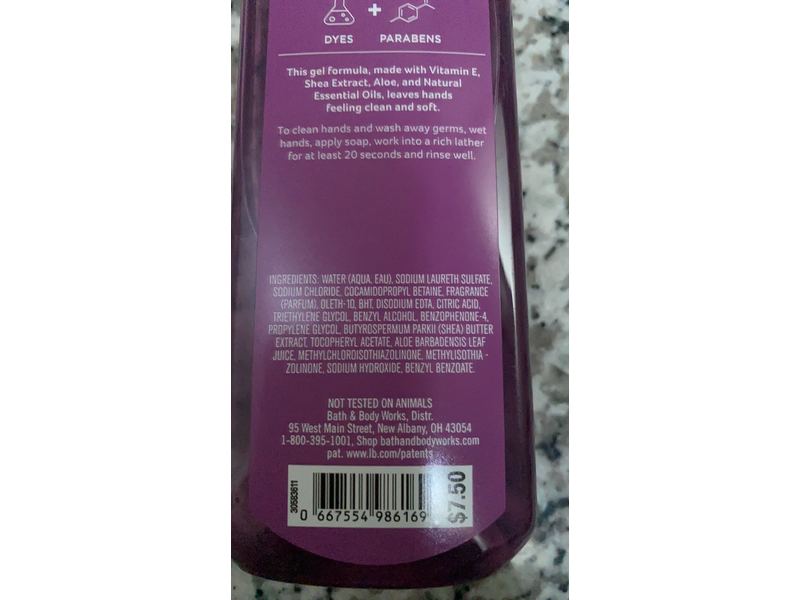 +
DYES PARABENS
This gel formula, made with Vitamin E,
Shea Extract, Aloe, and Natural
Essential Oils, leaves hands
feeling clean and soft.
To clean hands and wash away germs, wet
hands, apply soap, work into a rich lather
for at least 20 seconds and rinse well.
INGREDIENTS: WATER (AQUA, EAU), SODIUM LAURETH SULFATE,
SODIUM CHLORIDE, COCAMIDOPROPYL BETAINE, FRAGRANCE
(PARFUM), OLETH-10, BHT, DISODIUM EDTA, CITRIC ACID,
TRIETHYLENE GLYCOL, BENZYL ALCOHOL, BENZOPHENONE-4,
PROPYLENE GLYCOL, BUTYROSPERMUM PARKII (SHEA) BUTTER
EXTRACT, TOCOPHERYL ACETATE, ALOE BARBADENSIS LEAF
JUICE, METHYLCHLOROISOTHIAZOLINONE, METHYLISOTHIA -
ZOLINONE, SODIUM HYDROXIDE, BENZYL BENZOATE.
NOT TESTED ON ANIMALS
Bath & Body Works, Distr.
95 West Main Street, New Albany, OH 43054
1-800-395-1001, Shop bathandbodyworks.com
pat. www.lb.com/patents
30583611
0 667554 986169
$7.50